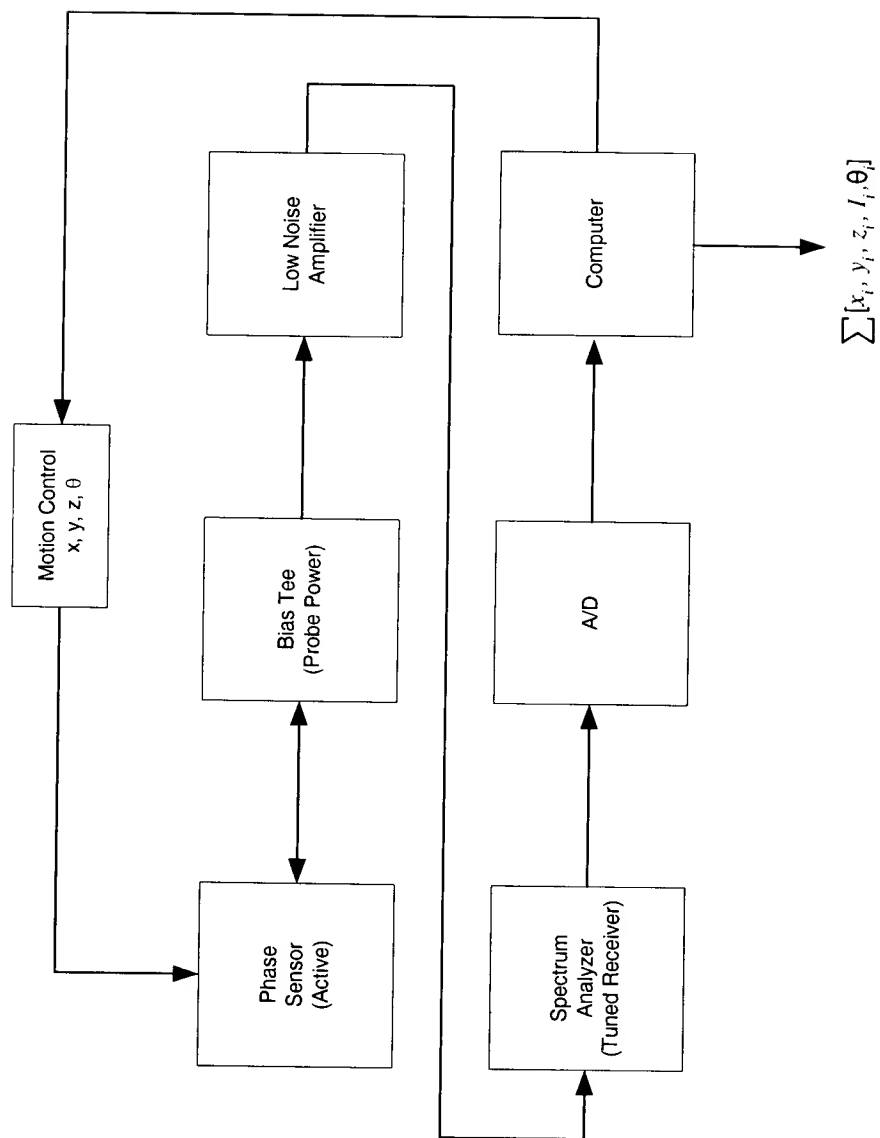 Motion Control
x, y, z, θ
Phase
Sensor
(Active)
Bias Tee
(Probe Power)
Low Noise
Amplifier
Spectrum
Analyzer
(Tuned Receiver)
A/D
Computer
∑[xᵢ, yᵢ, zᵢ, Iᵢ, θᵢ]